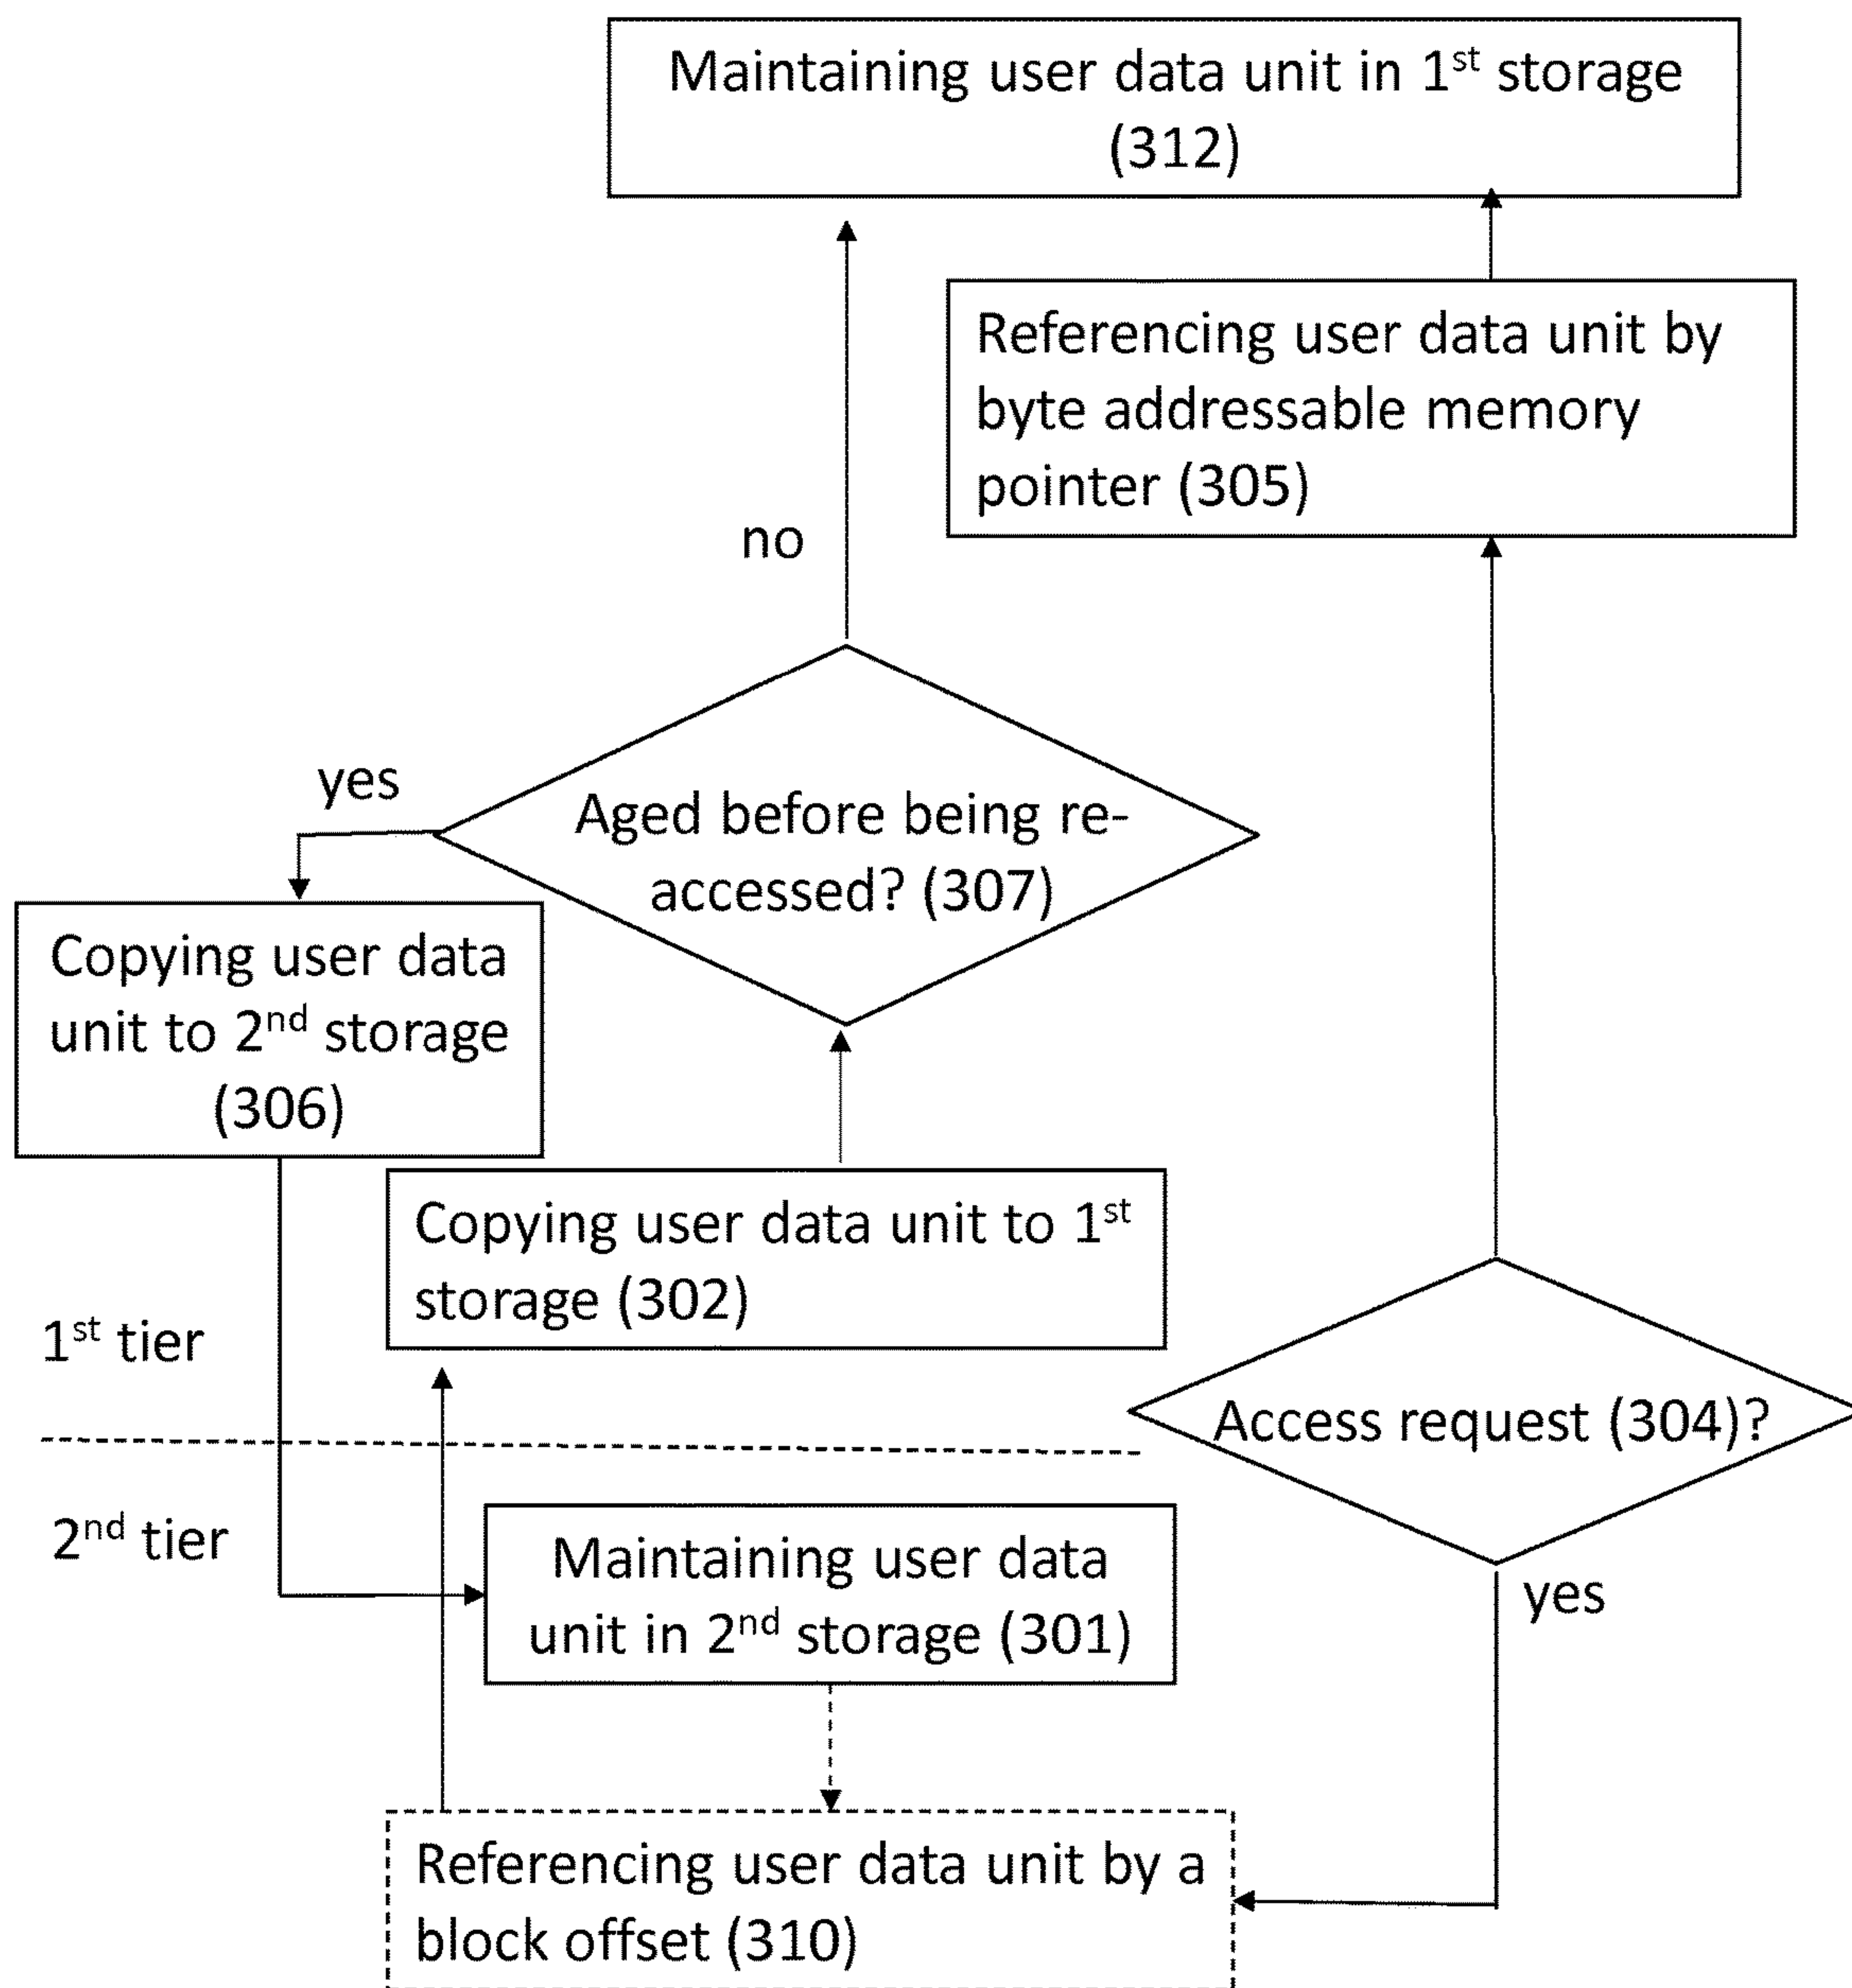 Maintaining user data unit in 1st storage
(312)
Referencing user data unit by
byte addressable memory
pointer (305)
no
yes
Aged before being re-
accessed? (307)
Copying user data
unit to 2nd storage
(306)
Copying user data unit to 1st
storage (302)
1st tier
Access request (304)?
2nd tier
Maintaining user data
unit in 2nd storage (301)
yes
Referencing user data unit by a
block offset (310)